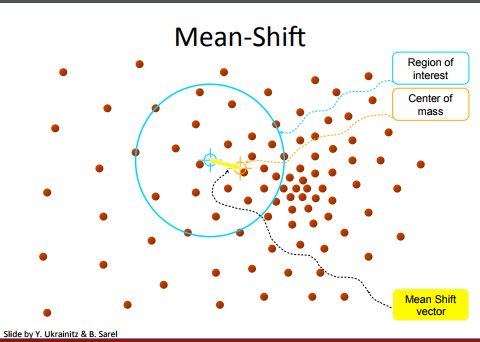 Mean-Shift
Region of
interest
Center of
mass
Mean Shift
vector
Slide by Y. Ukrainitz & B. Sarel